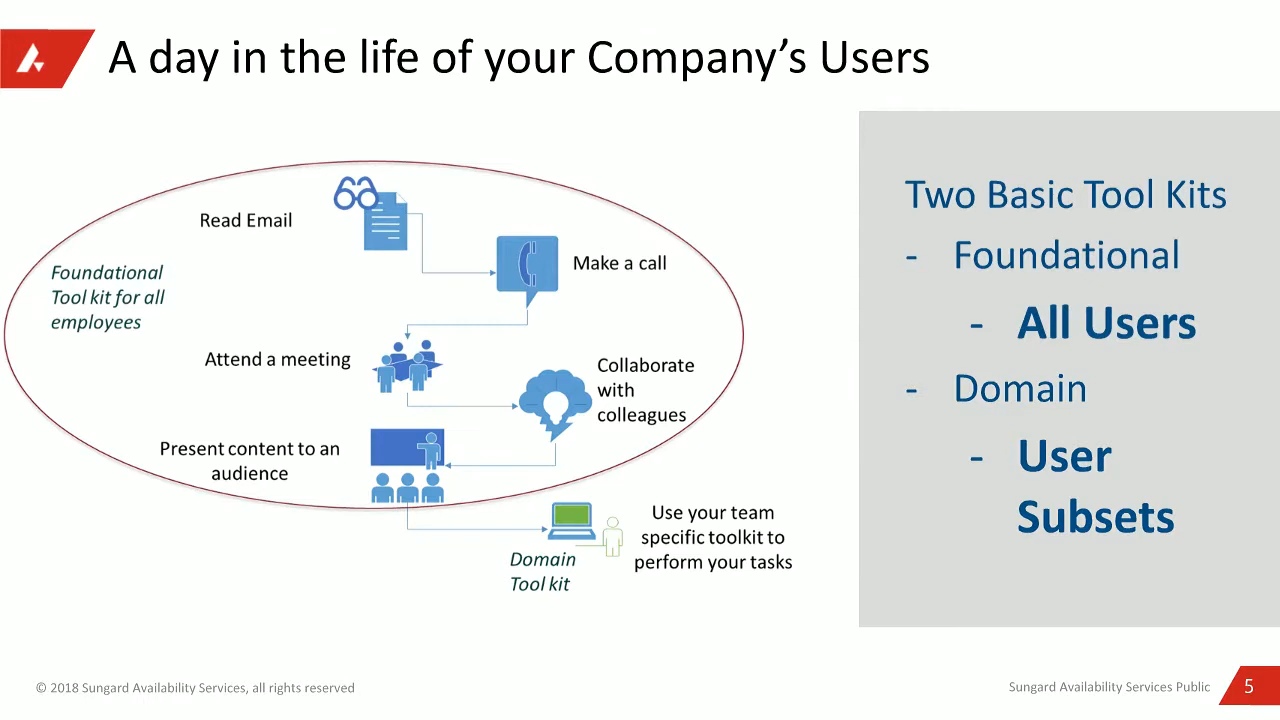 A day in the life of your Company's Users
Read Email
Make a call
Foundational
Tool kit for all
employees
Attend a meeting
Collaborate
with
colleagues
Present content to an
audience
Use your team
specific toolkit to
perform your tasks
Domain
Tool kit
Two Basic Tool Kits
- Foundational
- All Users
- Domain
- User
Subsets
© 2018 Sungard Availability Services, all rights reserved
Sungard Availability Services Public
5